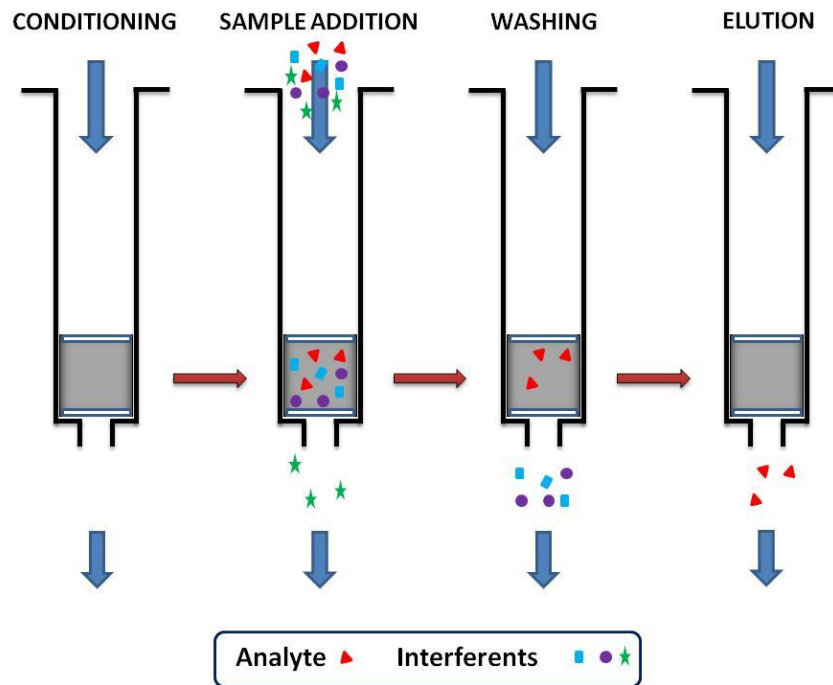 CONDITIONING
SAMPLE ADDITION
WASHING
ELUTION
Analyte
Interferents